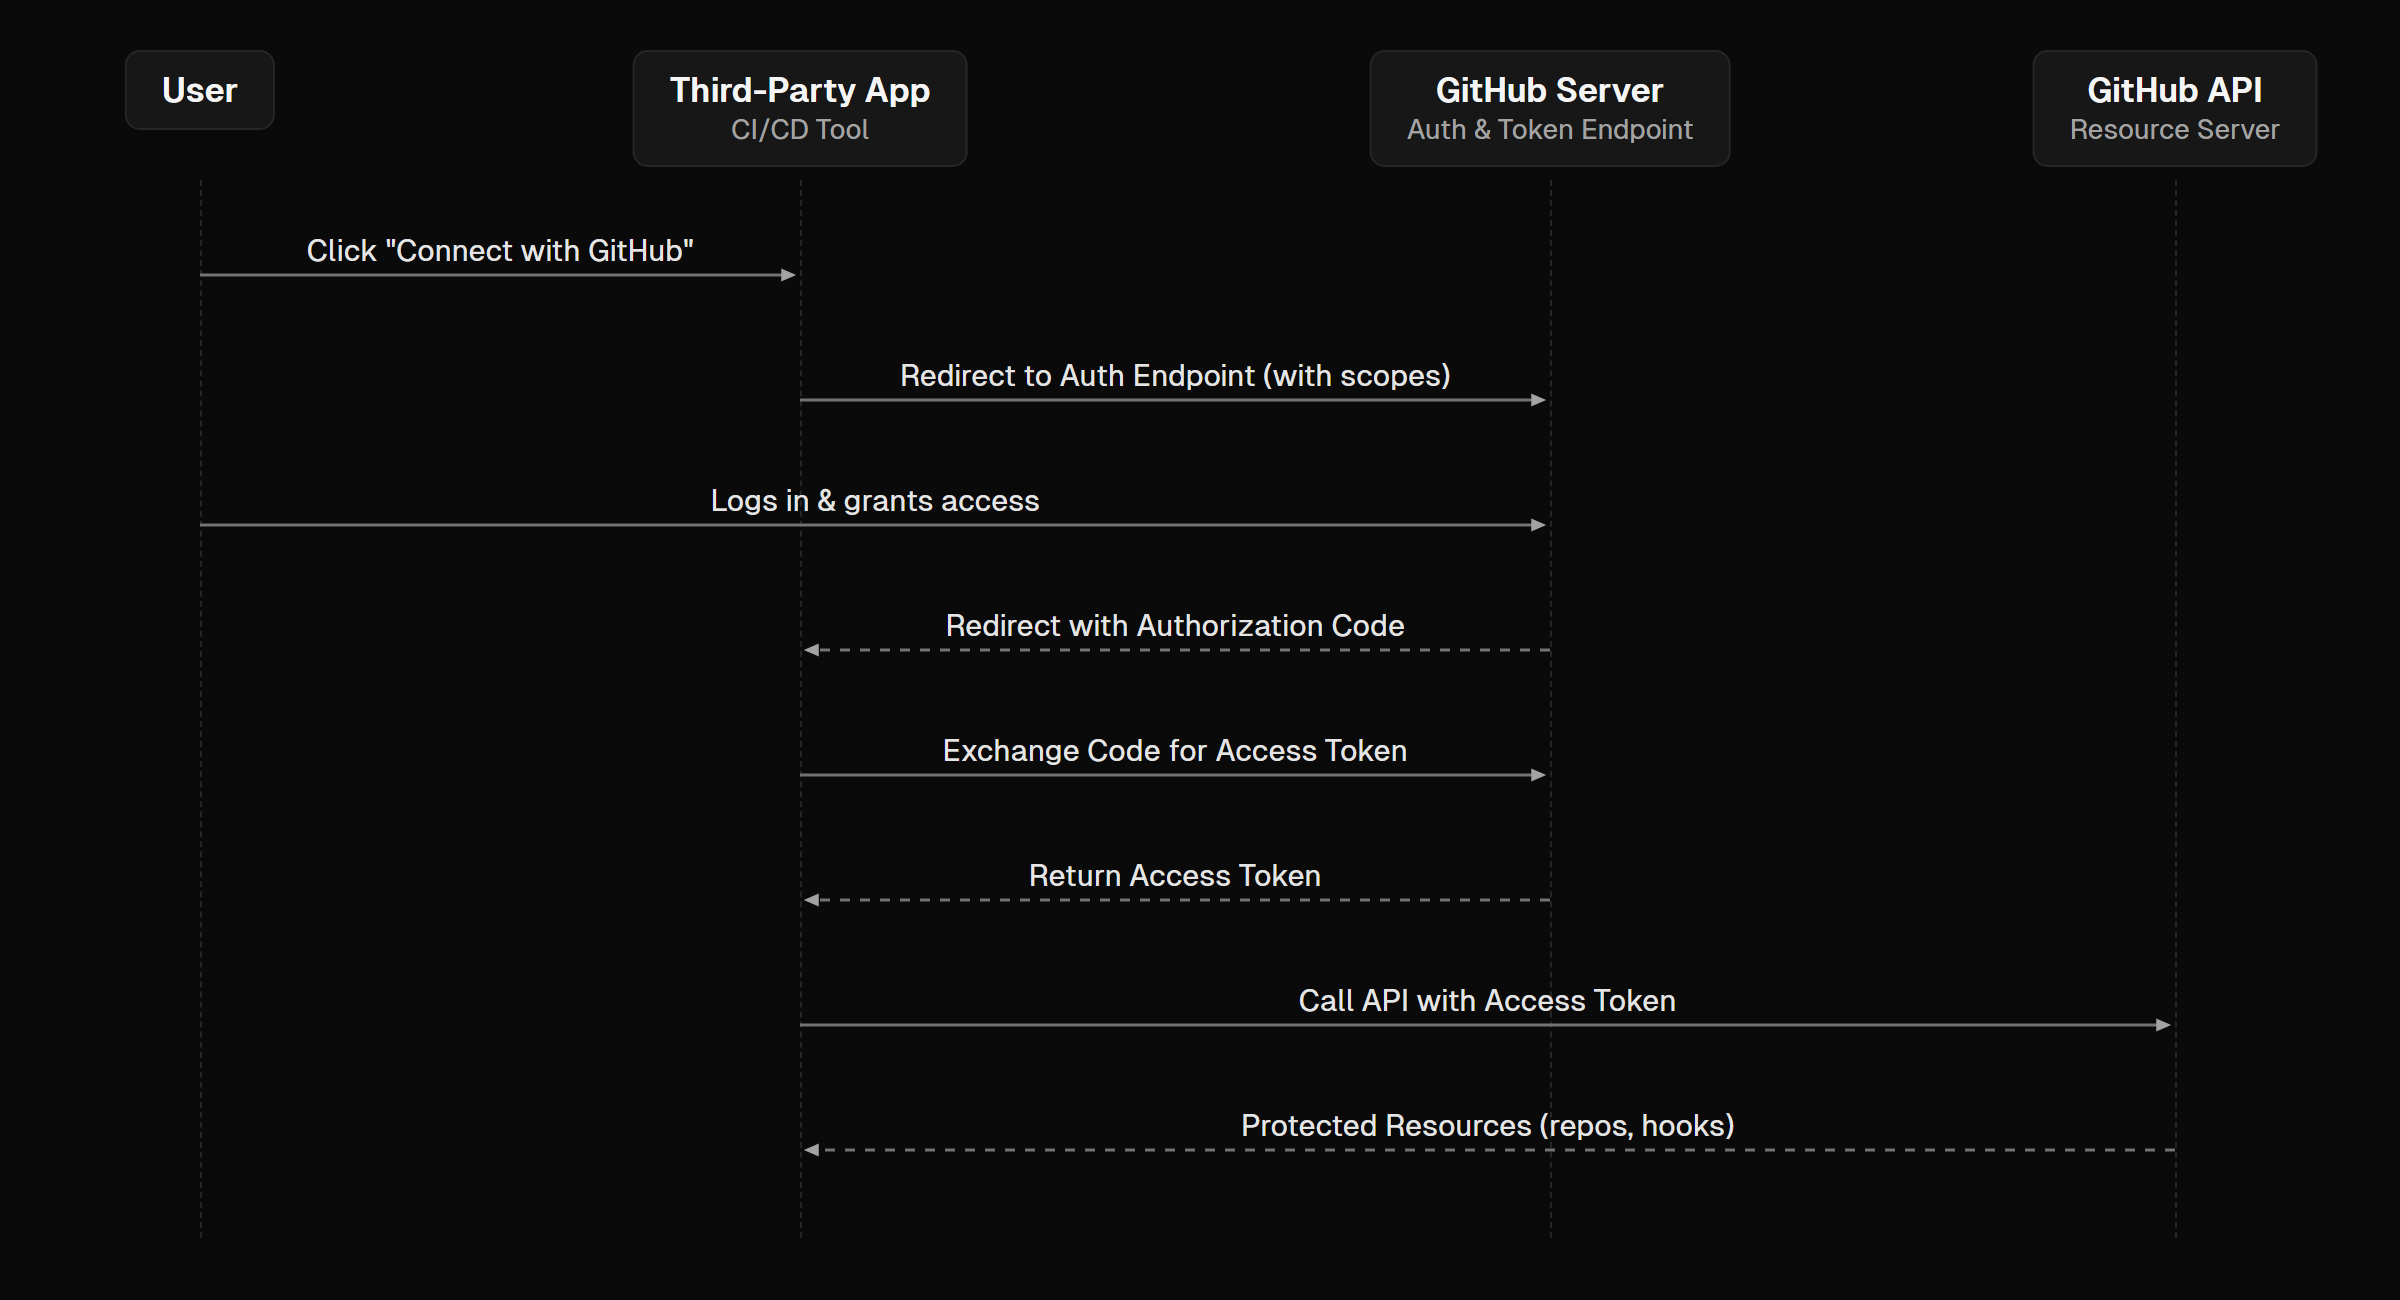 User
Third-Party App
CI/CD Tool
GitHub Server
Auth & Token Endpoint
GitHub API
Resource Server
Click "Connect with GitHub"
Redirect to Auth Endpoint (with scopes)
Logs in & grants access
Redirect with Authorization Code
Exchange Code for Access Token
Return Access Token
Call API with Access Token
Protected Resources (repos, hooks)